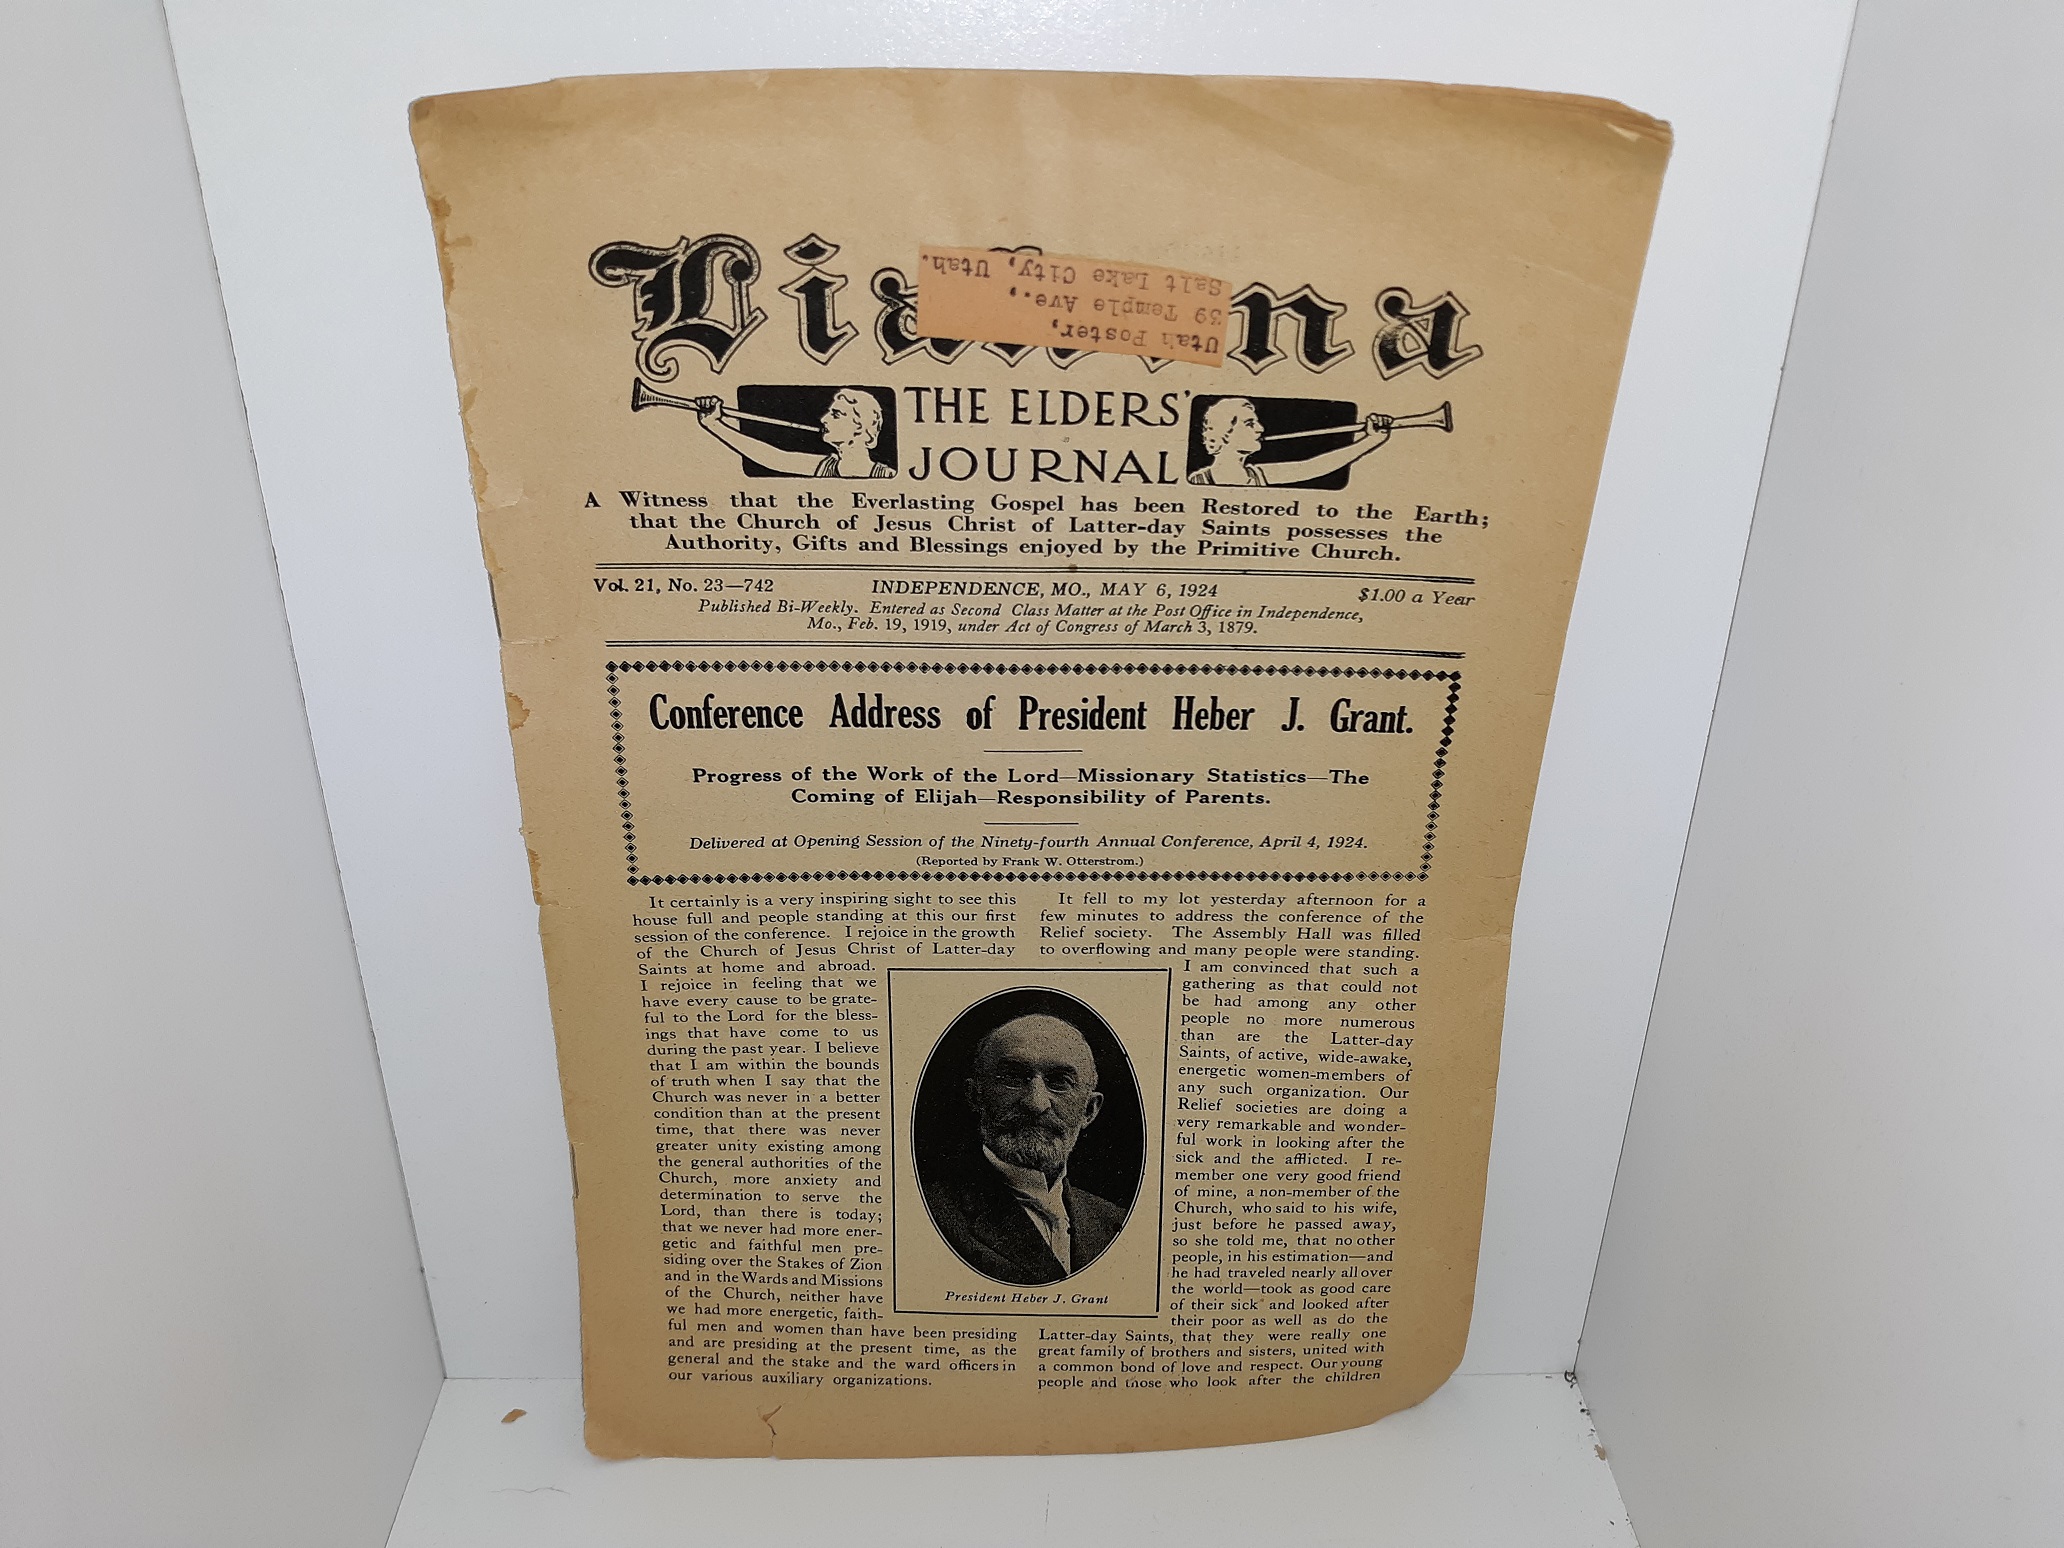 Utah Poster,
39 Temple Ave.,
Salt Lake City, Utah.
THE ELDERS'
JOURNAL
A Witness that the Everlasting Gospel has been Restored to the Earth;
that the Church of Jesus Christ of Latter-day Saints possesses the
Authority, Gifts and Blessings enjoyed by the Primitive Church.
Vol. 21, No. 23—742 INDEPENDENCE, MO., MAY 6, 1924 $1.00 a Year
Published Bi-Weekly. Entered as Second Class Matter at the Post Office in Independence,
Mo., Feb. 19, 1919, under Act of Congress of March 3, 1879.
Conference Address of President Heber J. Grant.
Progress of the Work of the Lord—Missionary Statistics—The
Coming of Elijah—Responsibility of Parents.
Delivered at Opening Session of the Ninety-fourth Annual Conference, April 4, 1924.
(Reported by Frank W. Otterstrom.)
It certainly is a very inspiring sight to see this
house full and people standing at this our first
session of the conference. I rejoice in the growth
of the Church of Jesus Christ of Latter-day
Saints at home and abroad.
I rejoice in feeling that we
have every cause to be grate-
ful to the Lord for the bless-
ings that have come to us
during the past year. I believe
that I am within the bounds
of truth when I say that the
Church was never in a better
condition than at the present
time, that there was never
greater unity existing among
the general authorities of the
Church, more anxiety and
determination to serve the
Lord, than there is today;
that we never had more ener-
getic and faithful men pre-
siding over the Stakes of Zion
and in the Wards and Missions
of the Church, neither have
we had more energetic, faith-
ful men and women than have been presiding
and are presiding at the present time, as the
general and the stake and the ward officers in
our various auxiliary organizations.
President Heber J. Grant
It fell to my lot yesterday afternoon for a
few minutes to address the conference of the
Relief society. The Assembly Hall was filled
to overflowing and many people were standing.
I am convinced that such a
gathering as that could not
be had among any other
people no more numerous
than are the Latter-day
Saints, of active, wide-awake,
energetic women-members of
any such organization. Our
Relief societies are doing a
very remarkable and wonder-
ful work in looking after the
sick and the afflicted. I re-
member one very good friend
of mine, a non-member of the
Church, who said to his wife,
just before he passed away,
so she told me, that no other
people, in his estimation—and
he had traveled nearly all over
the world—took as good care
of their sick and looked after
their poor as well as do the
Latter-day Saints, that they were really one
great family of brothers and sisters, united with
a common bond of love and respect. Our young
people and those who look after the children